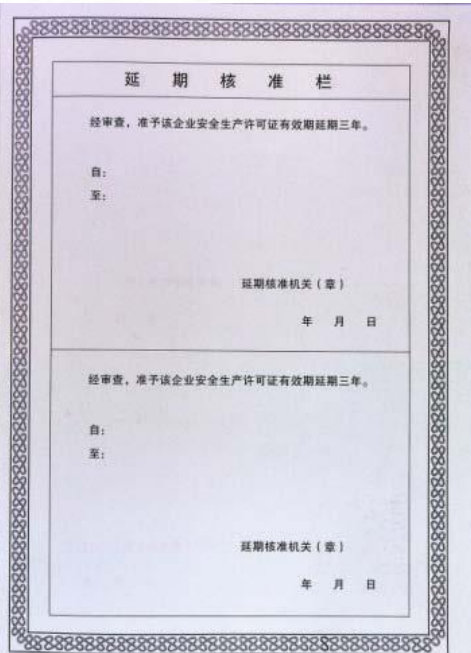 延期核准栏
经审查，准予该企业安全生产许可证有效期延期三年。
自：
至：
延期核准机关（章）
年 月 日
经审查，准予该企业安全生产许可证有效期延期三年。
自：
至：
延期核准机关（章）
年 月 日